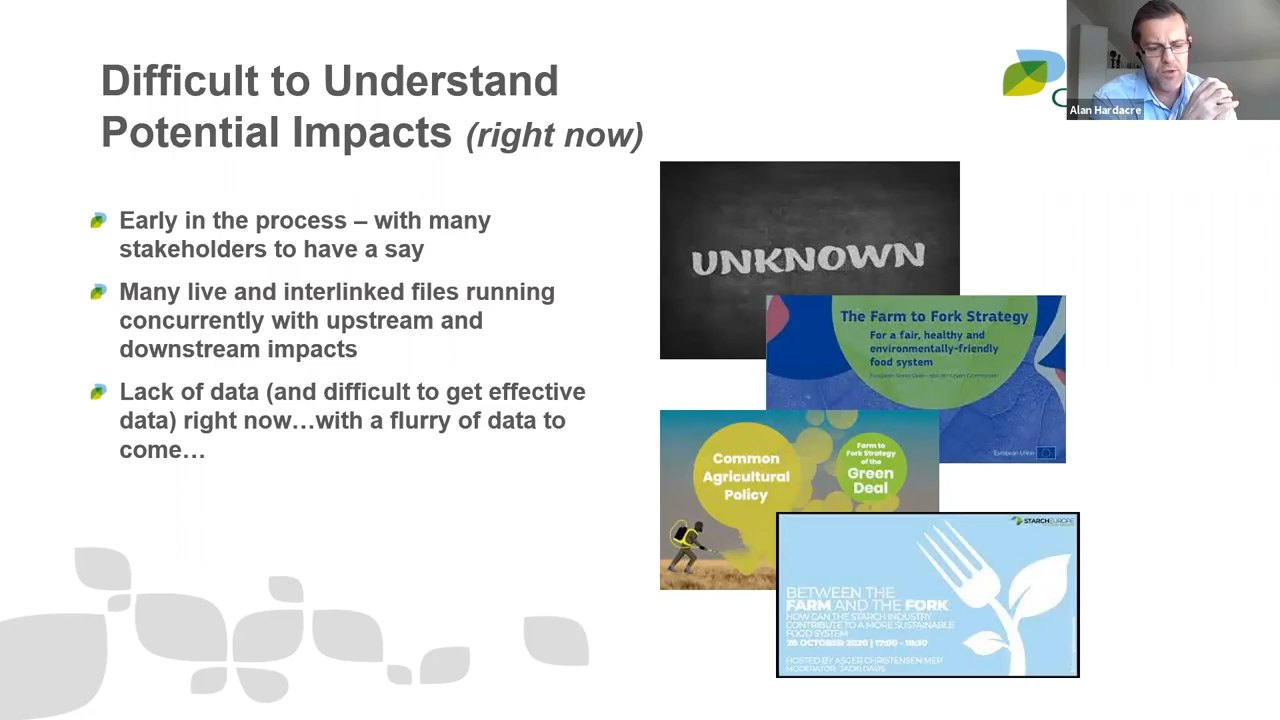 Difficult to Understand
Potential Impacts (right now)
Early in the process – with many
stakeholders to have a say
Many live and interlinked files running
concurrently with upstream and
downstream impacts
Lack of data (and difficult to get effective
data) right now…with a flurry of data to
come…
Alan Hardacre
UNKNOWN
The Farm to Fork Strategy
For a fair, healthy and
environmentally-friendly
food system
European Union
Common
Agricultural
Policy
Farm to
Fork Strategy
of the
Green
Deal
STARCH EUROPE
BETWEEN THE
FARM AND THE FORK
HOW CAN THE STARCH INDUSTRY
CONTRIBUTE TO A MORE SUSTAINABLE
FOOD SYSTEM
28 OCTOBER 2020 | 17:00 - 18:30
HOSTED BY ASGER CHRISTENSEN MEP
MODERATOR: JACKI DAVIS